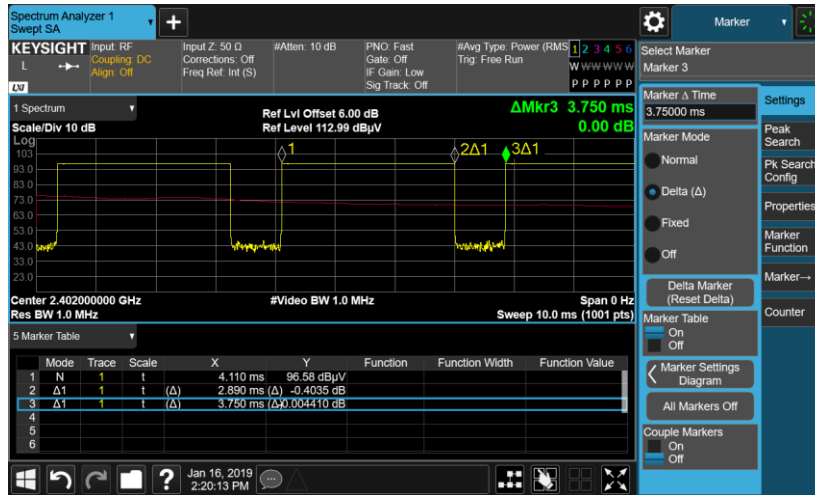 Spectrum Analyzer 1
Swept SA
+
Marker
KEYSIGHT
L
LXI
Input: RF
Coupling: DC
Align: Off
Input Z: 50 Ω
Corrections: Off
Freq Ref: Int (S)
#Atten: 10 dB
PNO: Fast
Gate: Off
IF Gain: Low
Sig Track: Off
#Avg Type: Power (RMS
Trig: Free Run
1 2 3 4 5 6
W W W W W W
P P P P P P
Select Marker
Marker 3
1 Spectrum
Scale/Div 10 dB
Ref Lvl Offset 6.00 dB
Ref Level 112.99 dBµV
ΔMkr3 3.750 ms
0.00 dB
Log
103
93.0
83.0
73.0
63.0
53.0
43.0
33.0
23.0
1
2Δ1
3Δ1
Center 2.402000000 GHz
Res BW 1.0 MHz
#Video BW 1.0 MHz
Span 0 Hz
Sweep 10.0 ms (1001 pts)
5 Marker Table
Mode Trace Scale X Y Function Function Width Function Value
1 N 1 t 4.110 ms 96.58 dBµV
2 Δ1 1 t (Δ) 2.890 ms (Δ) -0.4035 dB
3 Δ1 1 t (Δ) 3.750 ms (Δ)0.004410 dB
4
5
6
Marker Δ Time
3.75000 ms
Marker Mode
Normal
Delta (Δ)
Fixed
Off
Delta Marker
(Reset Delta)
Marker Table
On
Off
Marker Settings
Diagram
All Markers Off
Couple Markers
On
Off
Settings
Peak
Search
Pk Search
Config
Properties
Marker
Function
Marker→
Counter
?
Jan 16, 2019
2:20:13 PM